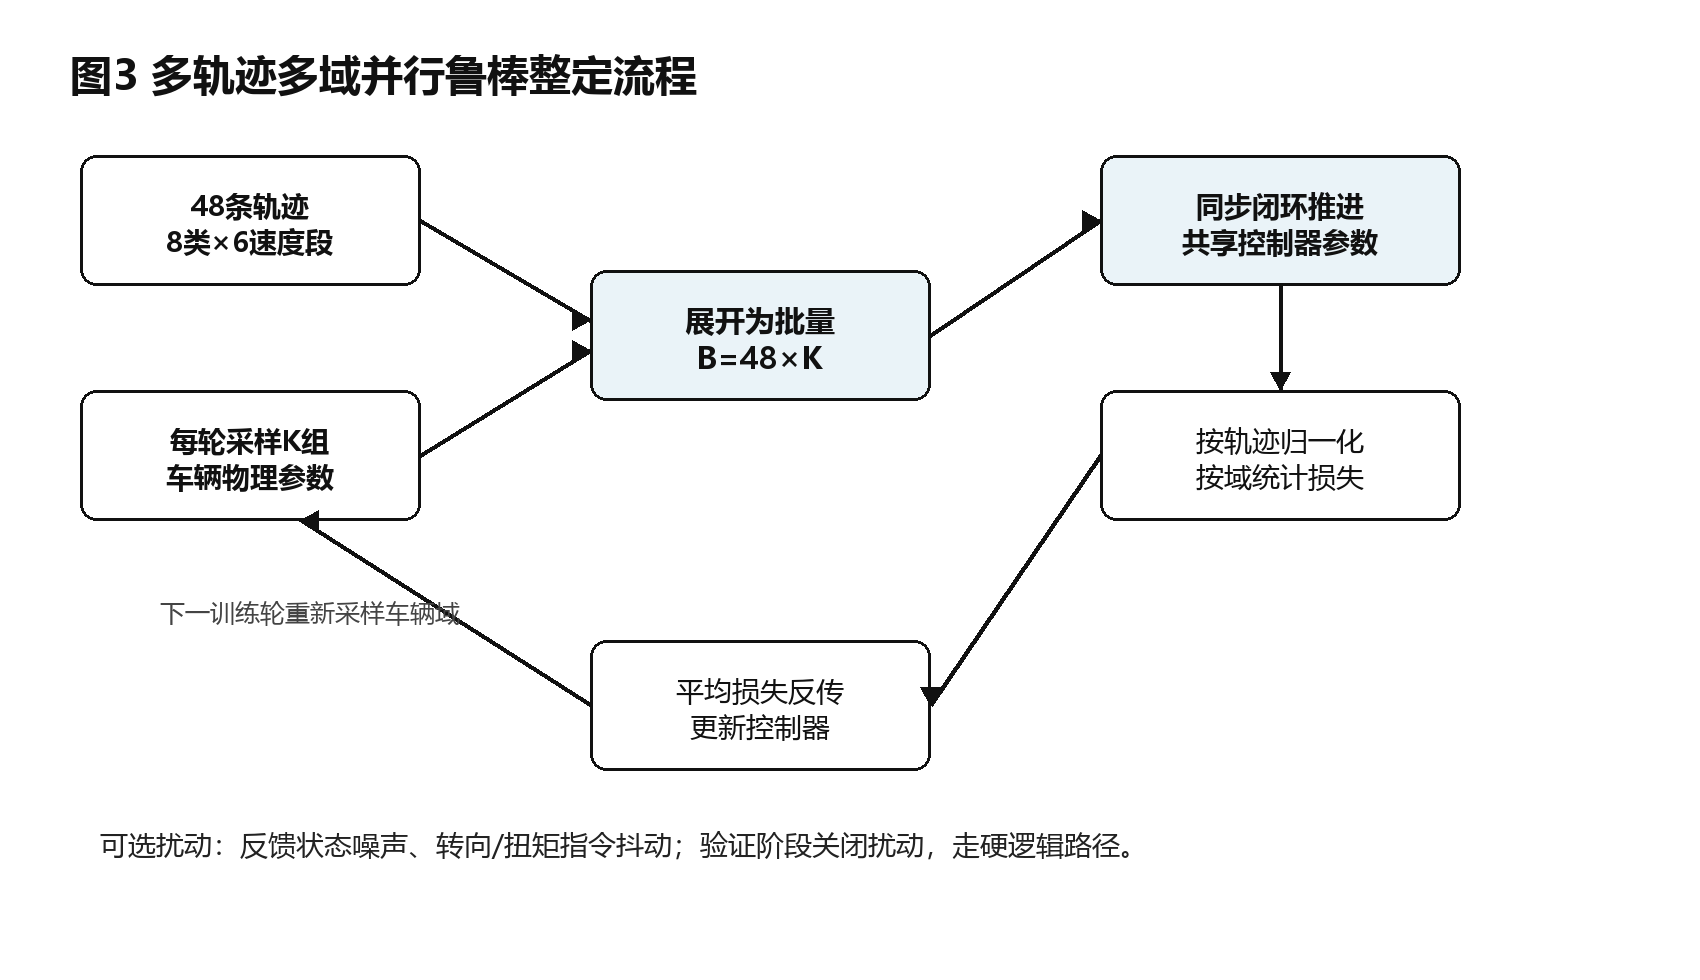 图3 多轨迹多域并行鲁棒整定流程
48条轨迹
8类×6速度段
同步闭环推进
共享控制器参数
展开为批量
B=48×K
每轮采样K组
车辆物理参数
按轨迹归一化
按域统计损失
下一训练轮重新采样车辆域
平均损失反传
更新控制器
可选扰动：反馈状态噪声、转向/扭矩指令抖动；验证阶段关闭扰动，走硬逻辑路径。